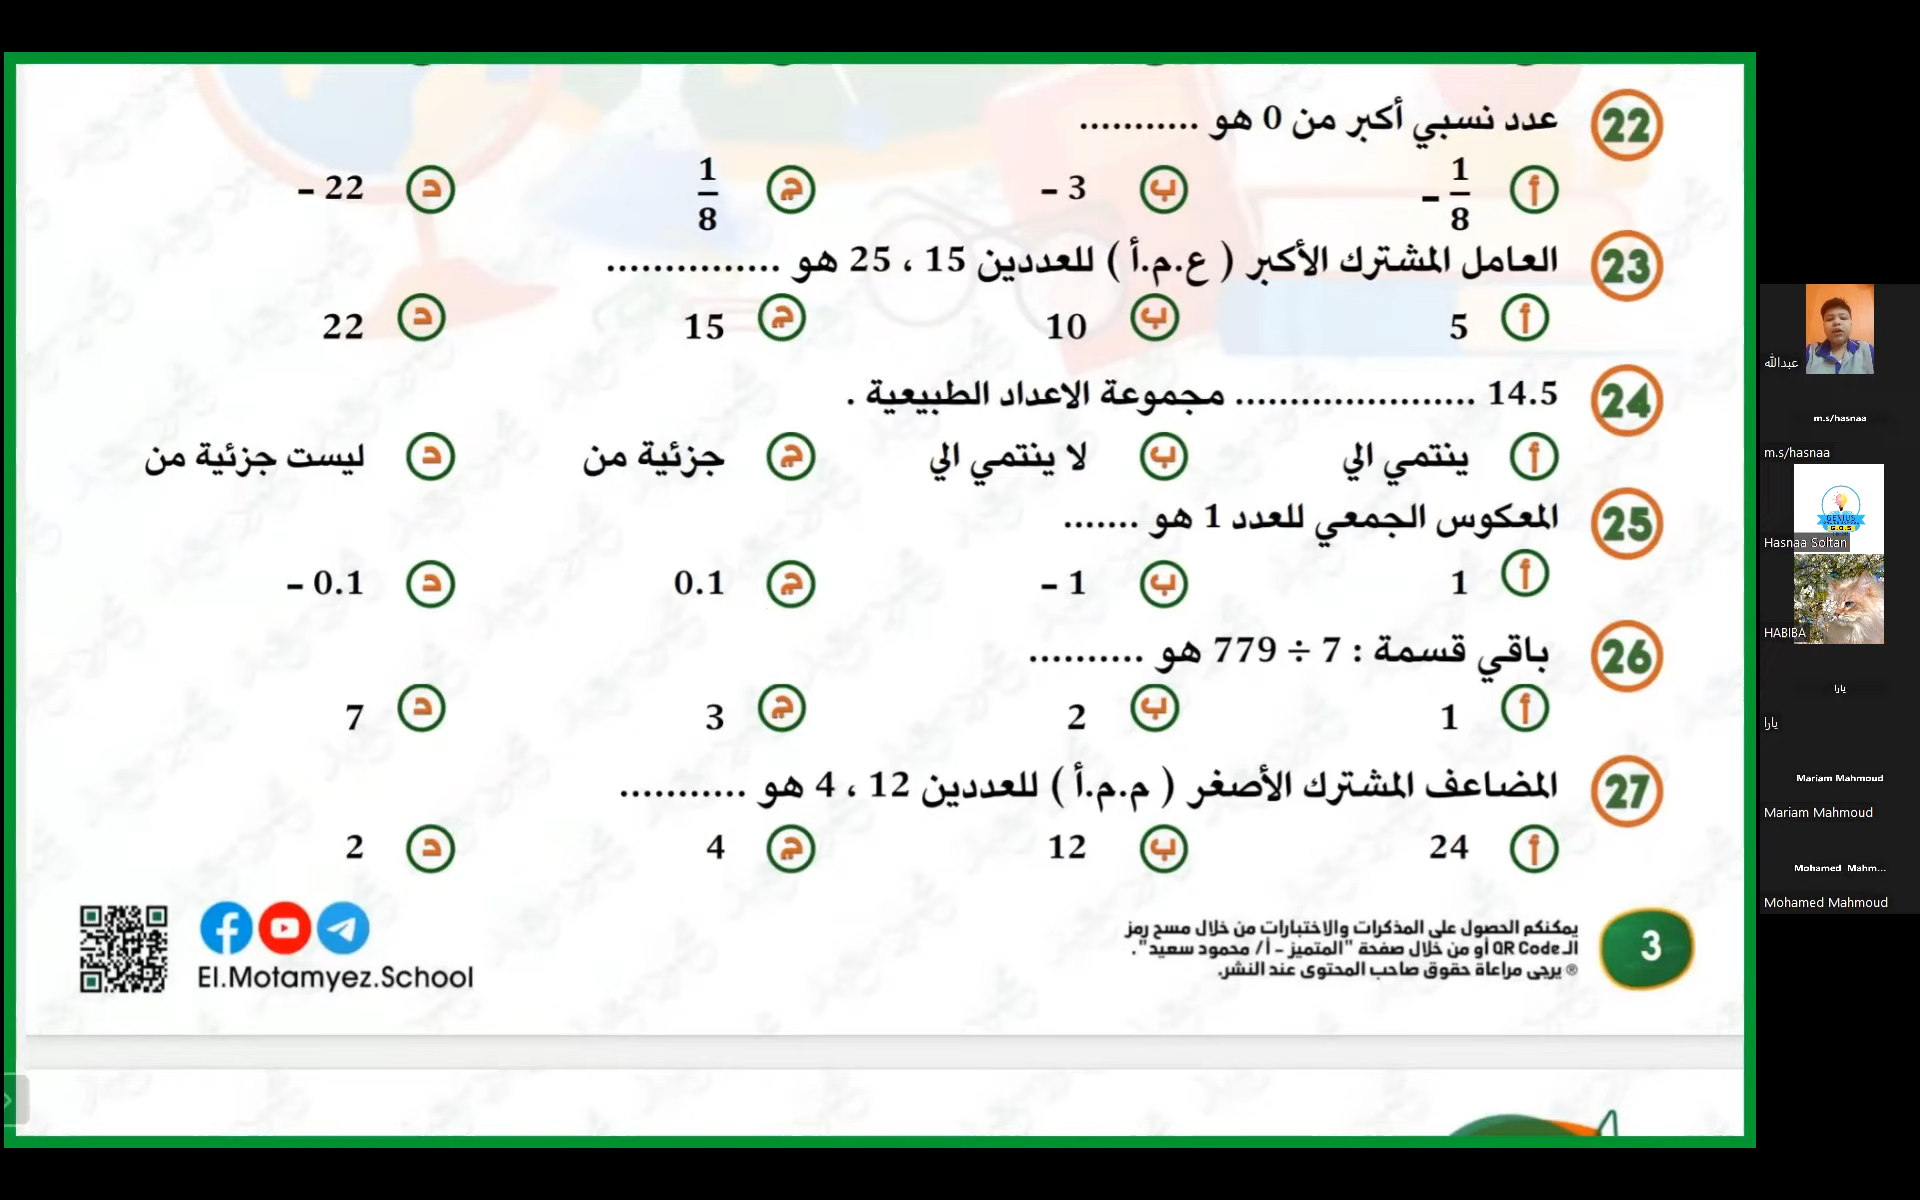 22 عدد نسبي أكبر من 0 هو ...........
أ - 1/8 ب - 3 ج 1/8 د - 22
23 العامل المشترك الأكبر ( ع.م.أ ) للعددين 15 ، 25 هو ...............
أ 5 ب 10 ج 15 د 22
24 14.5 ...................... مجموعة الاعداد الطبيعية .
أ ينتمي الي ب لا ينتمي الي ج جزئية من د ليست جزئية من
25 المعكوس الجمعي للعدد 1 هو .......
أ 1 ب - 1 ج 0.1 د - 0.1
26 باقي قسمة : 7 ÷ 779 هو ..........
أ 1 ب 2 ج 3 د 7
27 المضاعف المشترك الأصغر ( م.م.أ ) للعددين 12 ، 4 هو ...........
أ 24 ب 12 ج 4 د 2
3
يمكنكم الحصول على المذكرات والاختبارات من خلال مسح رمز
الـ QR Code أو من خلال صفحة "المتميز - أ/ محمود سعيد".
® يرجى مراعاة حقوق صاحب المحتوى عند النشر.
El.Motamyez.School
عبدالله
m.s/hasnaa
m.s/hasnaa
GENIUS
G.O.S
Hasnaa Soltan
HABIBA
يارا
يارا
Mariam Mahmoud
Mariam Mahmoud
Mohamed Mahm...
Mohamed Mahmoud